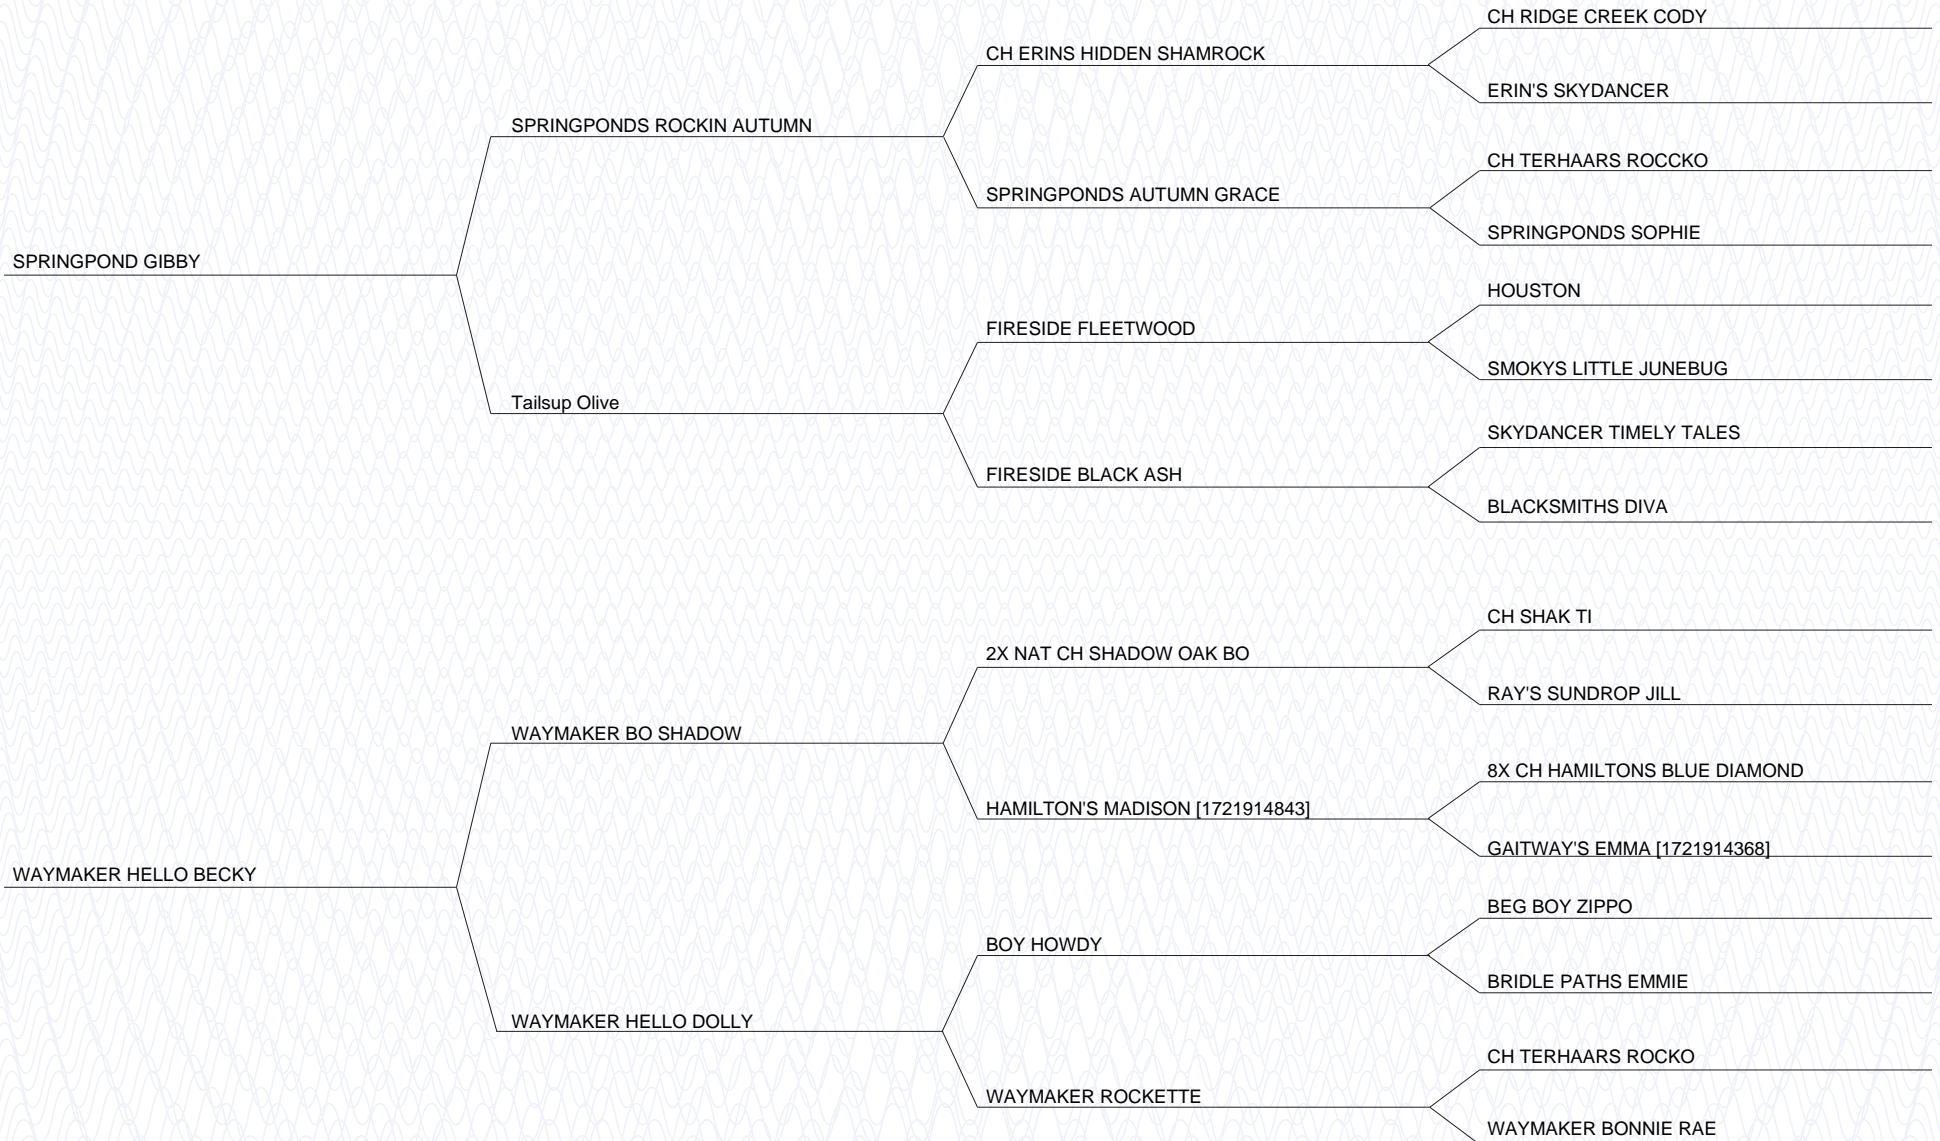 CH RIDGE CREEK CODY
CH ERINS HIDDEN SHAMROCK
ERIN'S SKYDANCER
SPRINGPONDS ROCKIN AUTUMN
CH TERHAARS ROCCKO
SPRINGPONDS AUTUMN GRACE
SPRINGPONDS SOPHIE
SPRINGPOND GIBBY
HOUSTON
FIRESIDE FLEETWOOD
SMOKYS LITTLE JUNEBUG
Tailsup Olive
SKYDANCER TIMELY TALES
FIRESIDE BLACK ASH
BLACKSMITHS DIVA
CH SHAK TI
2X NAT CH SHADOW OAK BO
RAY'S SUNDROP JILL
WAYMAKER BO SHADOW
8X CH HAMILTONS BLUE DIAMOND
HAMILTON'S MADISON [1721914843]
GAITWAY'S EMMA [1721914368]
WAYMAKER HELLO BECKY
BEG BOY ZIPPO
BOY HOWDY
BRIDLE PATHS EMMIE
WAYMAKER HELLO DOLLY
CH TERHAARS ROCKO
WAYMAKER ROCKETTE
WAYMAKER BONNIE RAE